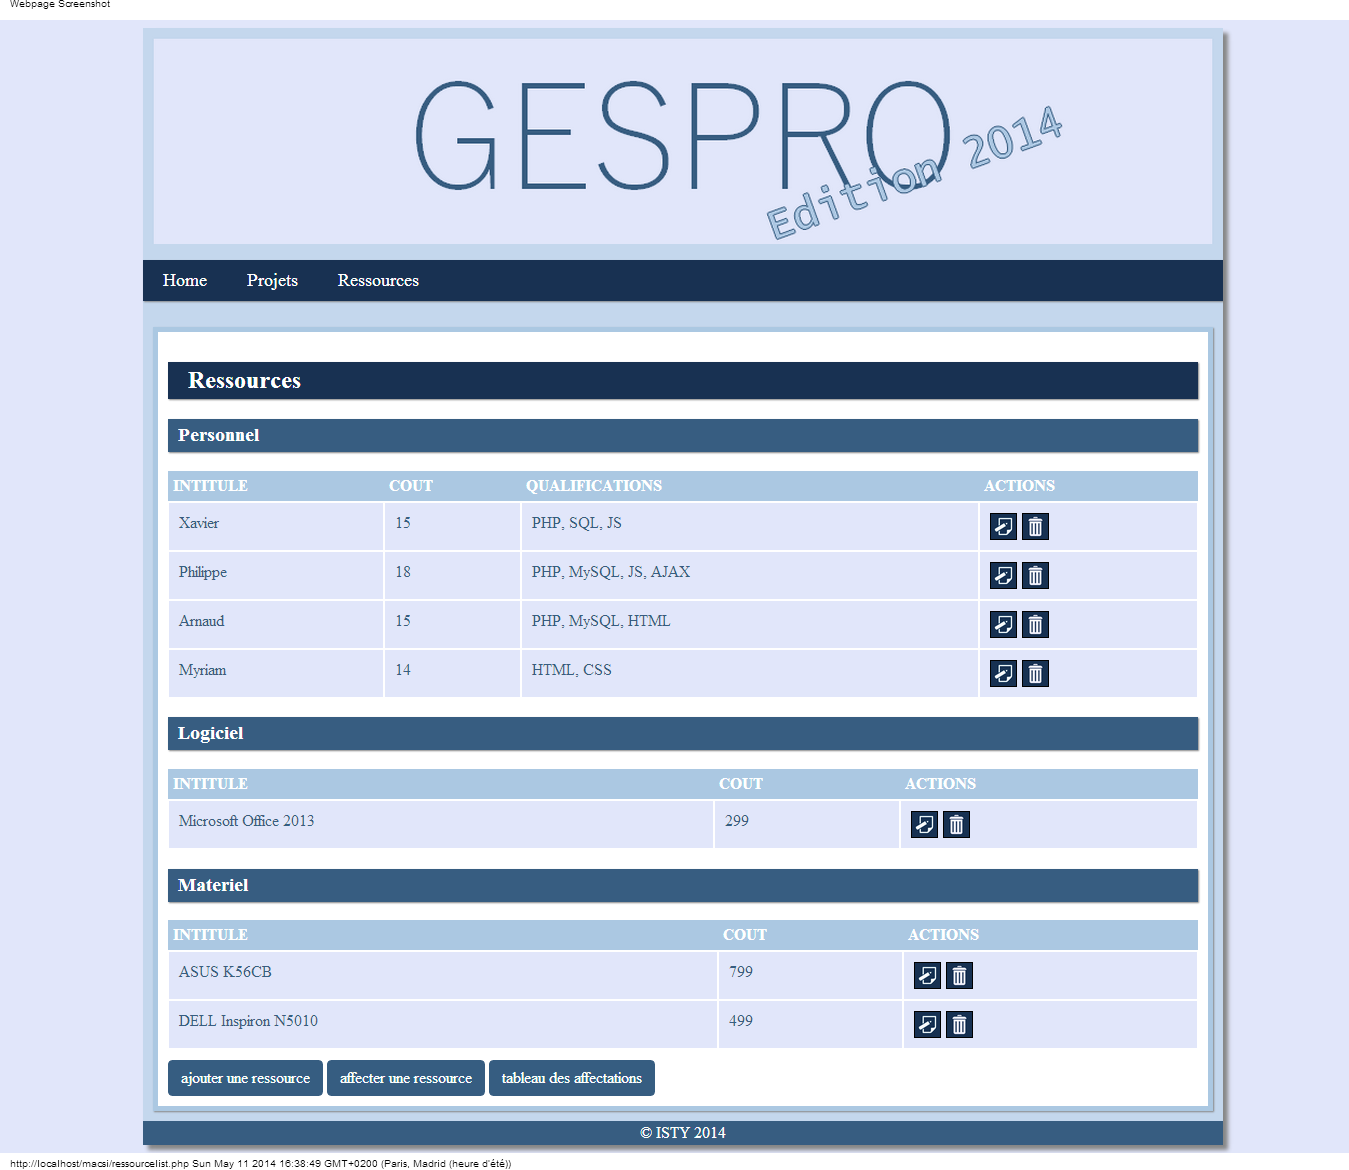 Webpage Screenshot
GESPRO
Edition 2014
Home Projets Ressources
Ressources
Personnel
INTITULE COUT QUALIFICATIONS ACTIONS
Xavier 15 PHP, SQL, JS
Philippe 18 PHP, MySQL, JS, AJAX
Arnaud 15 PHP, MySQL, HTML
Myriam 14 HTML, CSS
Logiciel
INTITULE COUT ACTIONS
Microsoft Office 2013 299
Materiel
INTITULE COUT ACTIONS
ASUS K56CB 799
DELL Inspiron N5010 499
ajouter une ressource affecter une ressource tableau des affectations
© ISTY 2014
http://localhost/macsi/ressourcelist.php Sun May 11 2014 16:38:49 GMT+0200 (Paris, Madrid (heure d'été))